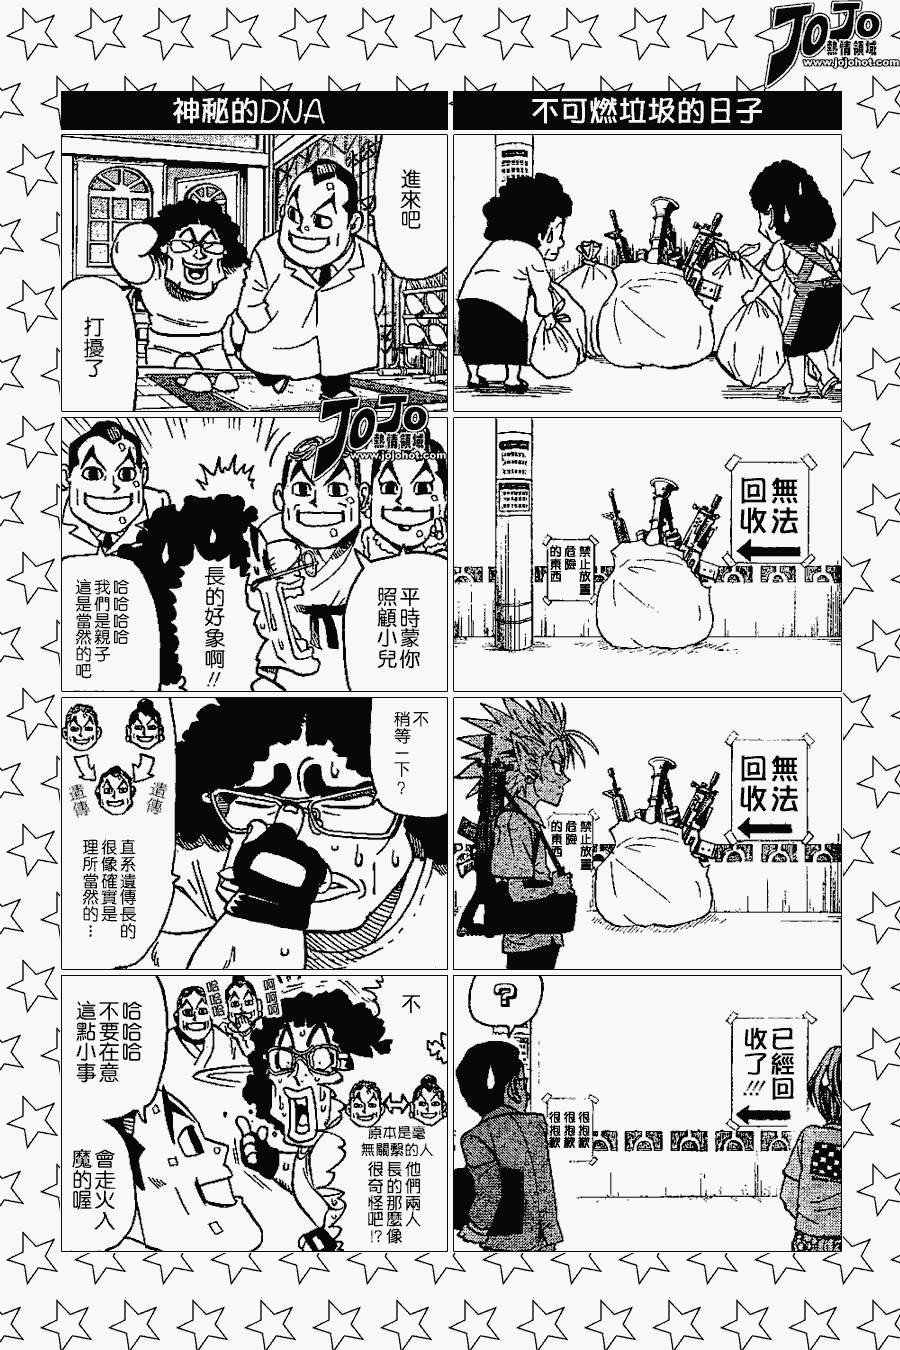 JOJO
熱情領域
www.jojohot.com
不可燃垃圾的日子
無法
回收
禁止放置
危險
的東西
無法
回收
禁止放置
危險
的東西
?
已經回
收了!!!
很抱歉
很抱歉
很抱歉
神秘的DNA
進來吧
打擾了
JOJO
熱情領域
www.jojohot.com
平時蒙你
照顧小兒
長的好象啊!!
哈哈哈哈
我們是親子
這是當然的吧
不
稍等一下?
遺傳
遺傳
直系遺傳長的
很像確實是
理所當然的…
不
呵呵呵
哈哈哈
原本是毫
無關繫的人
他們兩人
長的那麼像
很奇怪吧!?
哈哈哈
不要在意
這點小事
會走火入
魔的喔